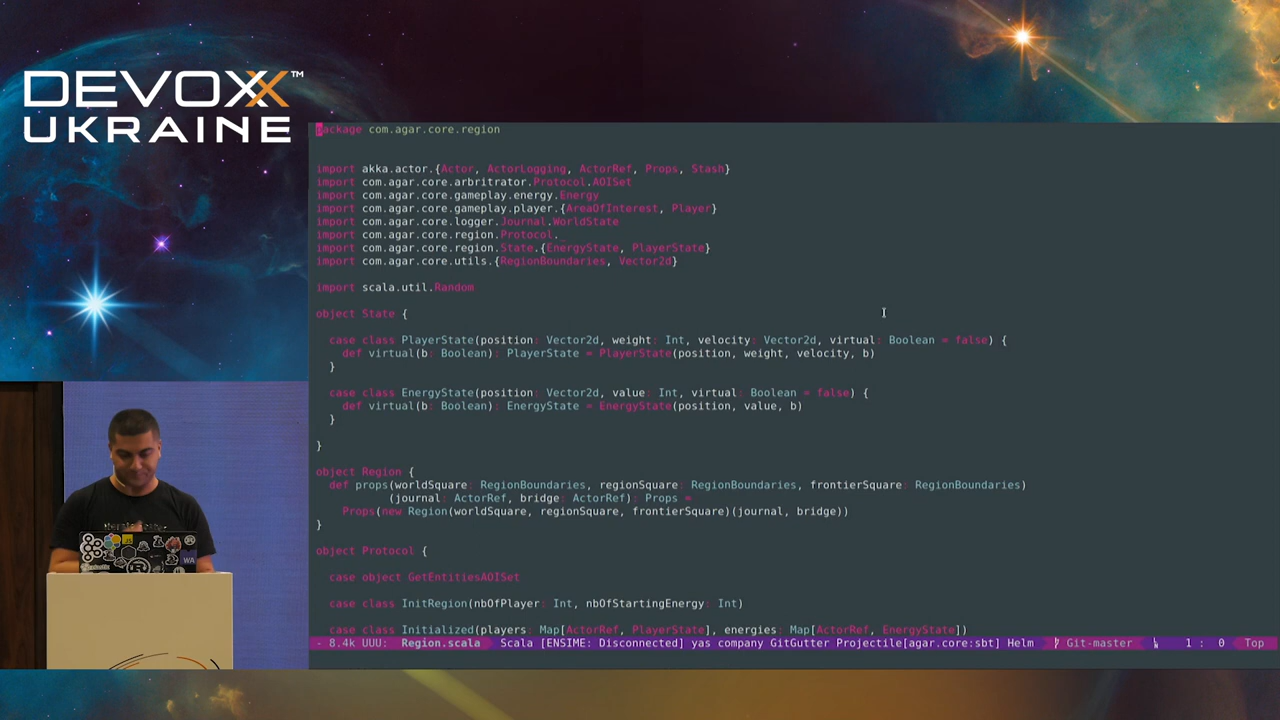 DEVOXX™
UKRAINE
package com.agar.core.region
import akka.actor.{Actor, ActorLogging, ActorRef, Props, Stash}
import com.agar.core.arbritrator.Protocol.AOISet
import com.agar.core.gameplay.energy.Energy
import com.agar.core.gameplay.player.{AreaOfInterest, Player}
import com.agar.core.logger.Journal.WorldState
import com.agar.core.region.Protocol._
import com.agar.core.region.State.{EnergyState, PlayerState}
import com.agar.core.utils.{RegionBoundaries, Vector2d}
import scala.util.Random
object State {
case class PlayerState(position: Vector2d, weight: Int, velocity: Vector2d, virtual: Boolean = false) {
def virtual(b: Boolean): PlayerState = PlayerState(position, weight, velocity, b)
}
case class EnergyState(position: Vector2d, value: Int, virtual: Boolean = false) {
def virtual(b: Boolean): EnergyState = EnergyState(position, value, b)
}
}
object Region {
def props(worldSquare: RegionBoundaries, regionSquare: RegionBoundaries, frontierSquare: RegionBoundaries)
(journal: ActorRef, bridge: ActorRef): Props =
Props(new Region(worldSquare, regionSquare, frontierSquare)(journal, bridge))
}
object Protocol {
case object GetEntitiesAOISet
case class InitRegion(nbOfPlayer: Int, nbOfStartingEnergy: Int)
case class Initialized(players: Map[ActorRef, PlayerState], energies: Map[ActorRef, EnergyState])
- 8.4k UUU: Region.scala Scala [ENSIME: Disconnected] yas company GitGutter Projectile[agar.core:sbt] Helm Git-master 1: 0 Top
WA